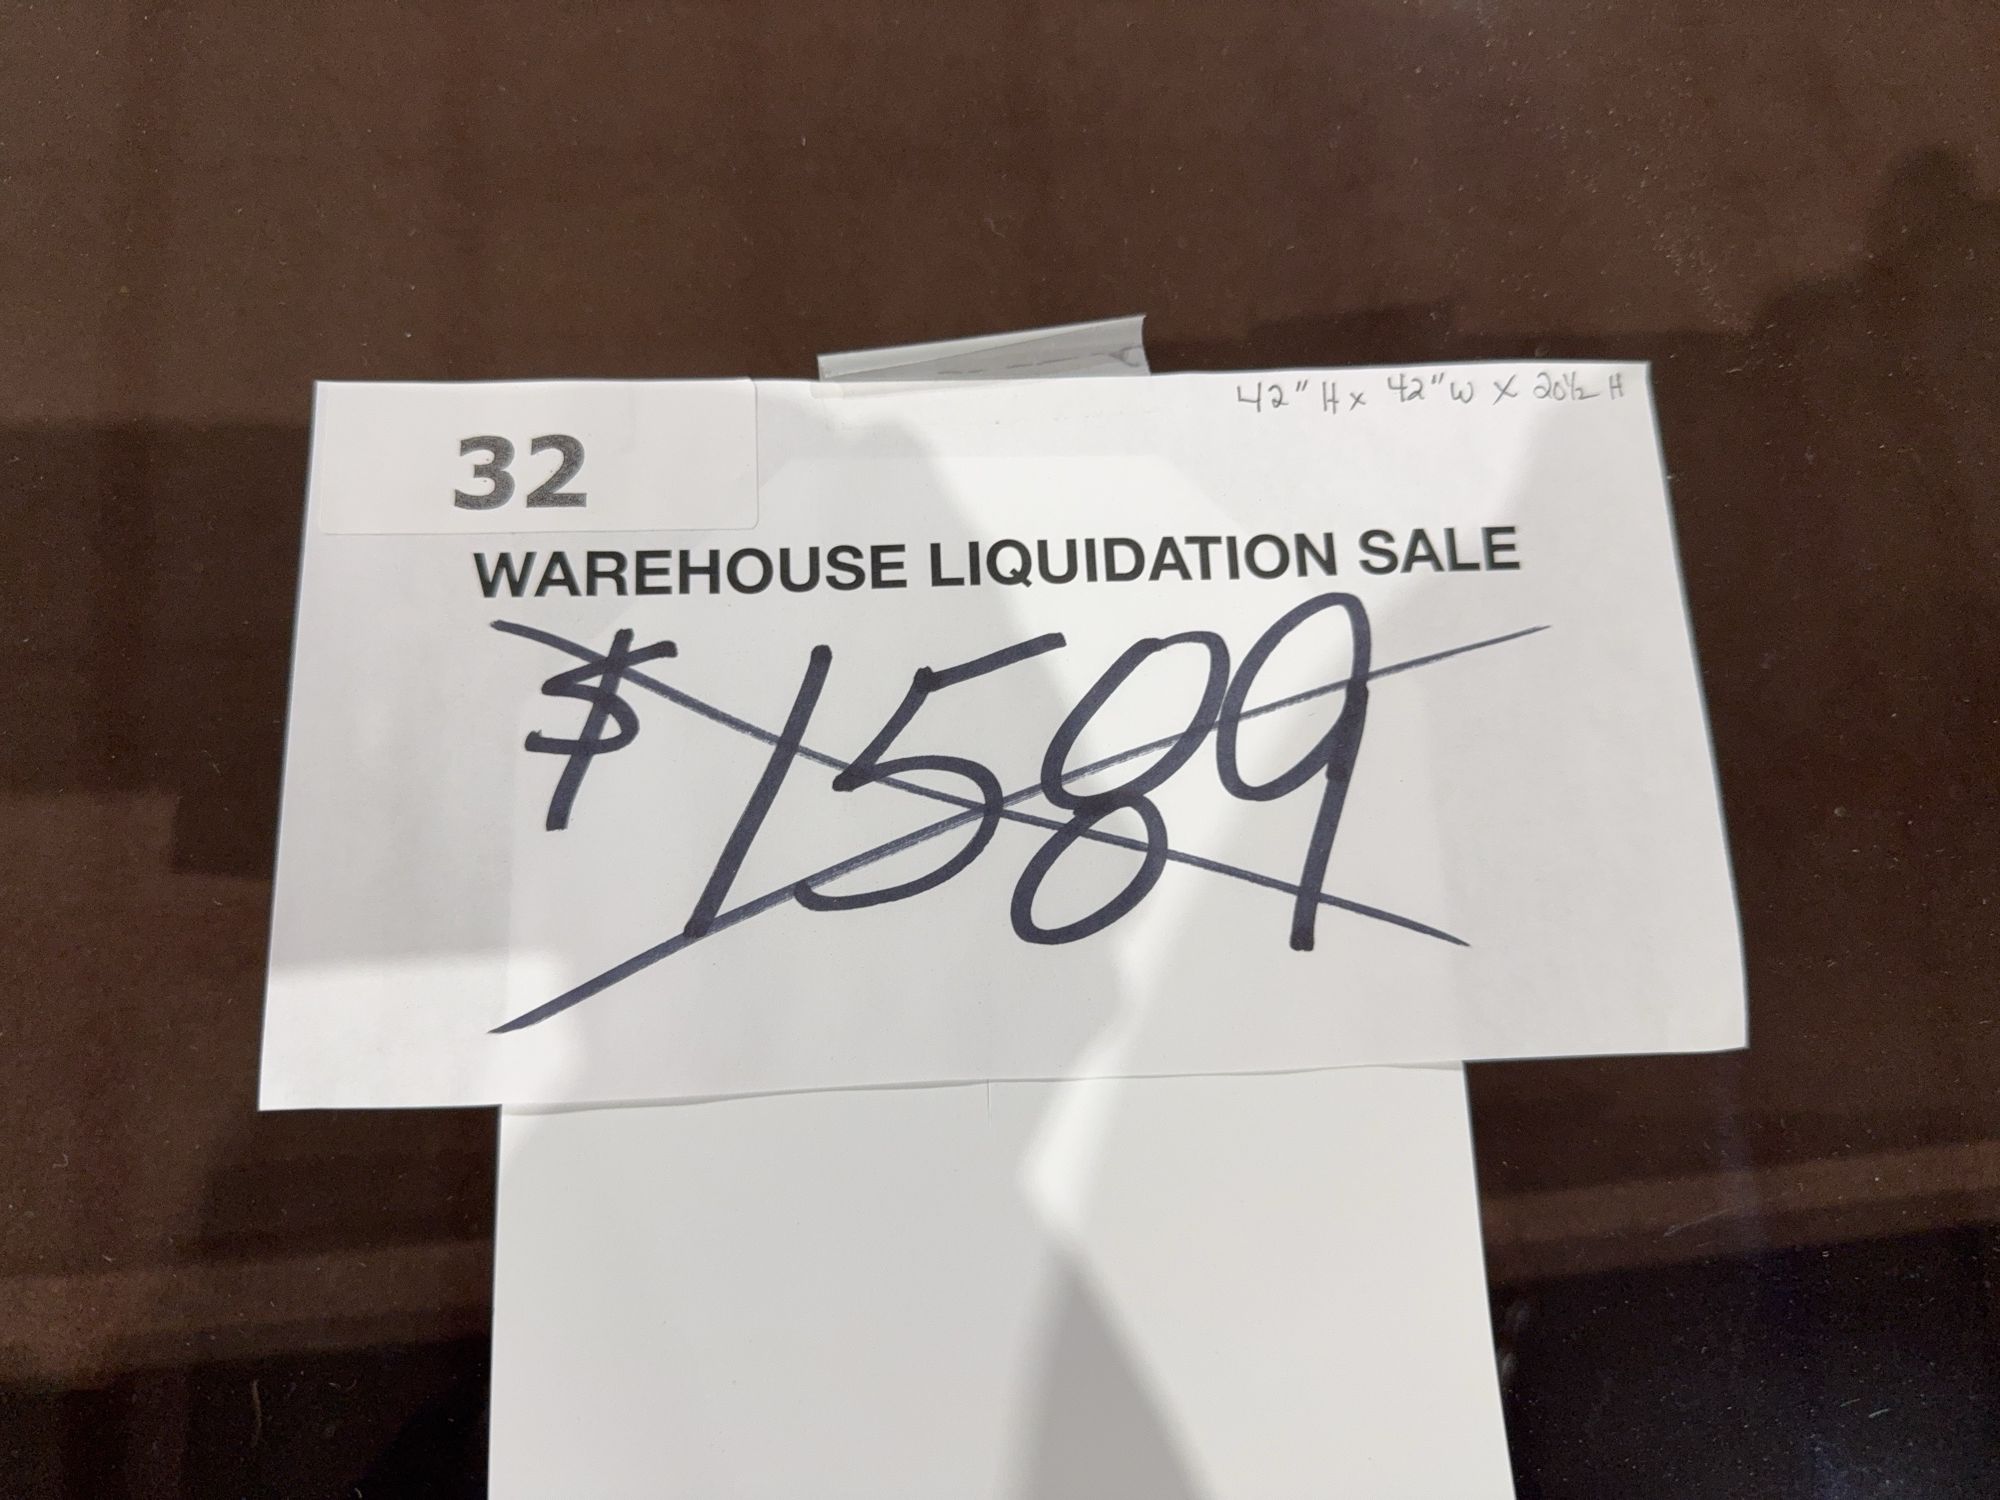 42" H x 42" W x 20½ H
32
WAREHOUSE LIQUIDATION SALE
$1589